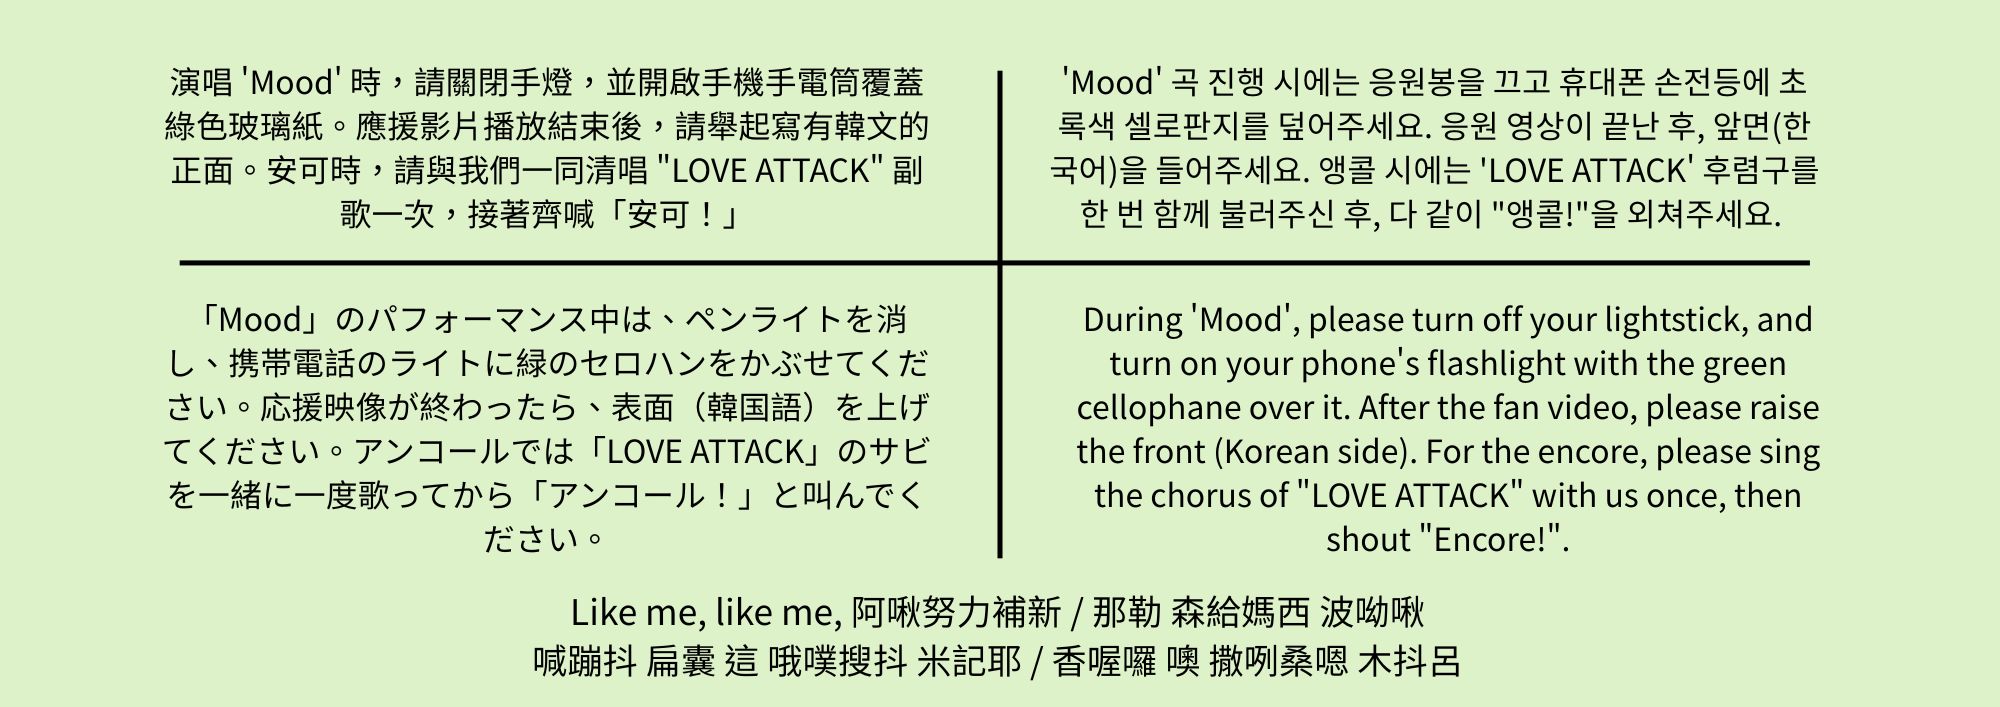 演唱 'Mood' 時，請關閉手燈，並開啟手機手電筒覆蓋
綠色玻璃紙。應援影片播放結束後，請舉起寫有韓文的
正面。安可時，請與我們一同清唱 "LOVE ATTACK" 副
歌一次，接著齊喊「安可！」
'Mood' 곡 진행 시에는 응원봉을 끄고 휴대폰 손전등에 초
록색 셀로판지를 덮어주세요. 응원 영상이 끝난 후, 앞면(한
국어)을 들어주세요. 앵콜 시에는 'LOVE ATTACK' 후렴구를
한 번 함께 불러주신 후, 다 같이 "앵콜!"을 외쳐주세요.
「Mood」のパフォーマンス中は、ペンライトを消
し、携帯電話のライトに緑のセロハンをかぶせてくだ
さい。応援映像が終わったら、表面（韓国語）を上げ
てください。アンコールでは「LOVE ATTACK」のサビ
を一緒に一度歌ってから「アンコール！」と叫んでく
ださい。
During 'Mood', please turn off your lightstick, and
turn on your phone's flashlight with the green
cellophane over it. After the fan video, please raise
the front (Korean side). For the encore, please sing
the chorus of "LOVE ATTACK" with us once, then
shout "Encore!".
Like me, like me, 阿啾努力補新 / 那勒 森給媽西 波呦啾
喊蹦抖 扁囊 這 哦噗搜抖 米記耶 / 香喔囉 噢 撒咧桑嗯 木抖呂